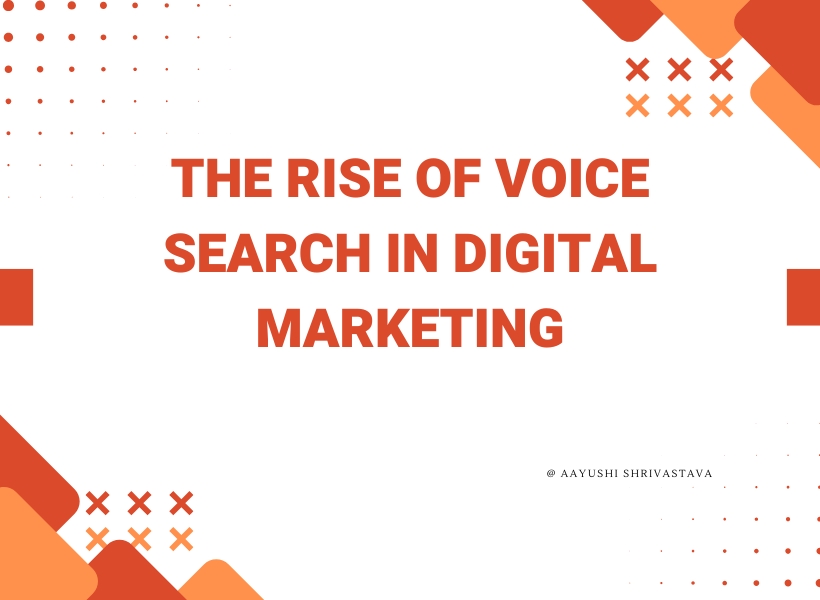 THE RISE OF VOICE
SEARCH IN DIGITAL
MARKETING
@ AAYUSHI SHRIVASTAVA